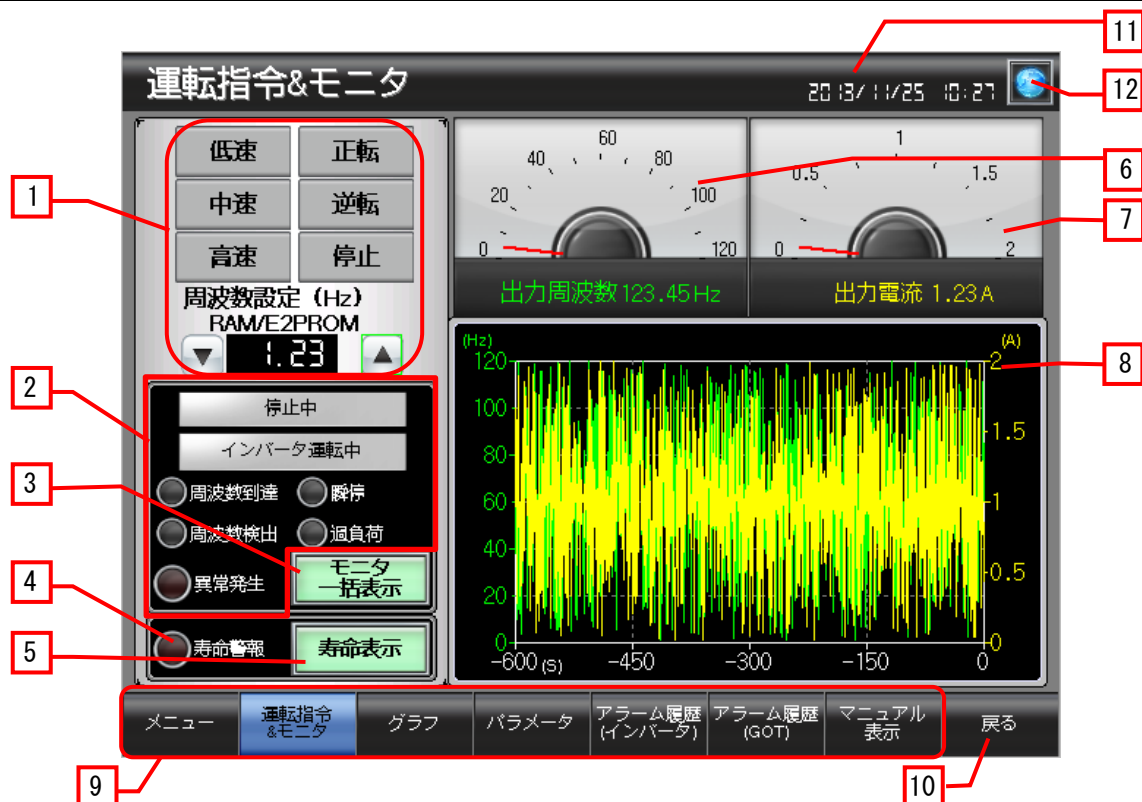 11
運転指令&モニタ
2013/11/25 10:27
12
1
低速 正転
中速 逆転
高速 停止
周波数設定 (Hz)
RAM/E2PROM
▼ 1.23 ▲
0 20 40 60 80 100 120
出力周波数123.45Hz
6
0 0.5 1 1.5 2
出力電流 1.23A
7
2
停止中
インバータ運転中
周波数到達 瞬停
周波数検出 過負荷
3
異常発生
モニタ
一括表示
4
寿命警報
5
寿命表示
(Hz)
120
100
80
60
40
20
0
(A)
2
1.5
1
0.5
0
8
-600 (S) -450 -300 -150 0
メニュー
運転指令
&モニタ
グラフ
パラメータ
アラーム履歴
(インバータ)
アラーム履歴
(GOT)
マニュアル
表示
戻る
9
10